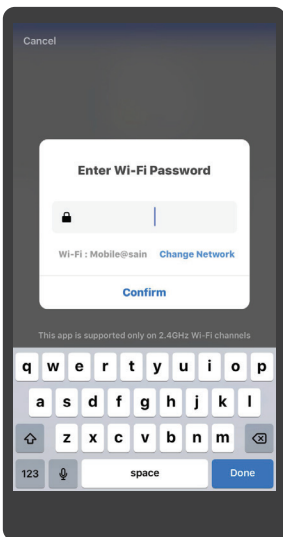 Cancel
Enter Wi-Fi Password
Wi-Fi : Mobile@sain Change Network
Confirm
This app is supported only on 2.4GHz Wi-Fi channels
q w e r t y u i o p
a s d f g h j k l
z x c v b n m
123 space Done